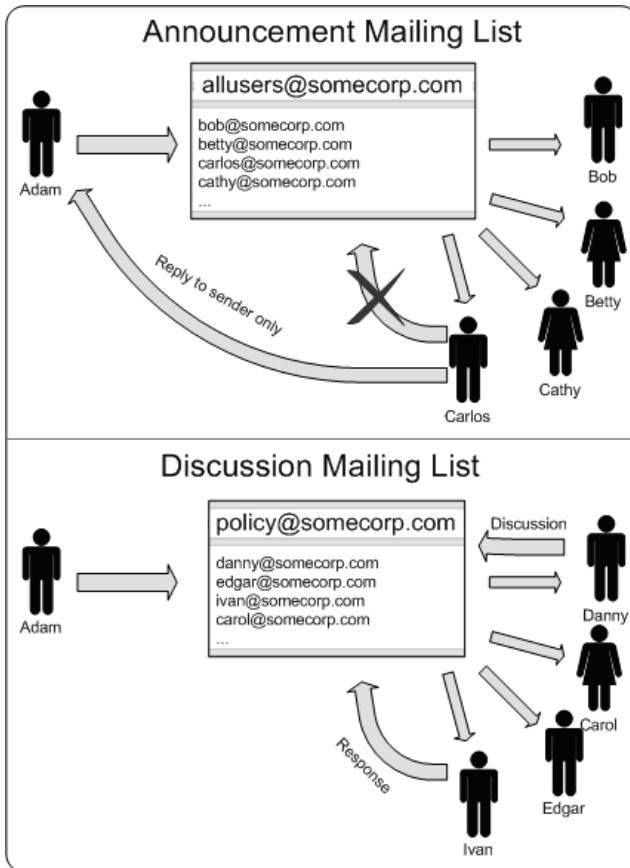 Announcement Mailing List
allusers@somecorp.com
bob@somecorp.com
betty@somecorp.com
carlos@somecorp.com
cathy@somecorp.com
...
Adam
Bob
Betty
Cathy
Carlos
Reply to sender only
Discussion Mailing List
policy@somecorp.com
danny@somecorp.com
edgar@somecorp.com
ivan@somecorp.com
carol@somecorp.com
...
Adam
Discussion
Danny
Carol
Edgar
Ivan
Response